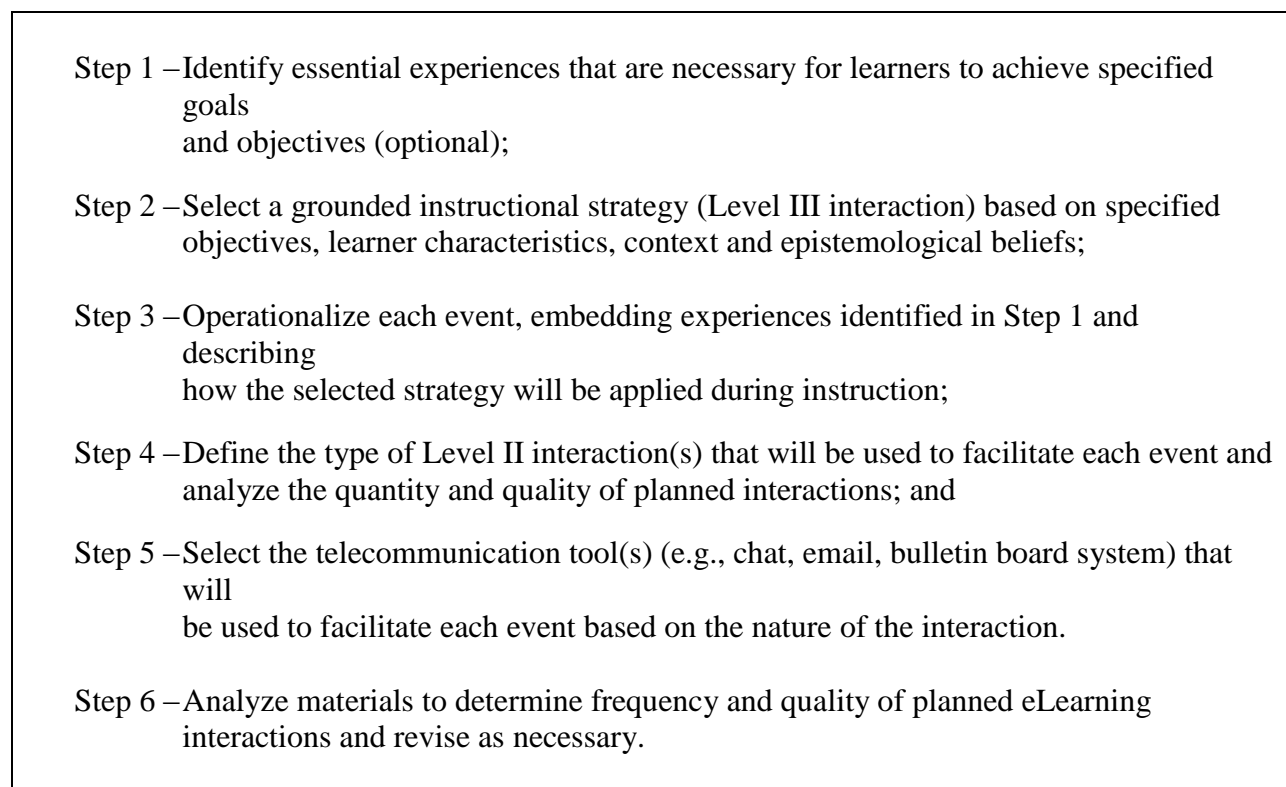 Step 1 –Identify essential experiences that are necessary for learners to achieve specified
goals
and objectives (optional);
Step 2 –Select a grounded instructional strategy (Level III interaction) based on specified
objectives, learner characteristics, context and epistemological beliefs;
Step 3 –Operationalize each event, embedding experiences identified in Step 1 and
describing
how the selected strategy will be applied during instruction;
Step 4 –Define the type of Level II interaction(s) that will be used to facilitate each event and
analyze the quantity and quality of planned interactions; and
Step 5 –Select the telecommunication tool(s) (e.g., chat, email, bulletin board system) that
will
be used to facilitate each event based on the nature of the interaction.
Step 6 –Analyze materials to determine frequency and quality of planned eLearning
interactions and revise as necessary.